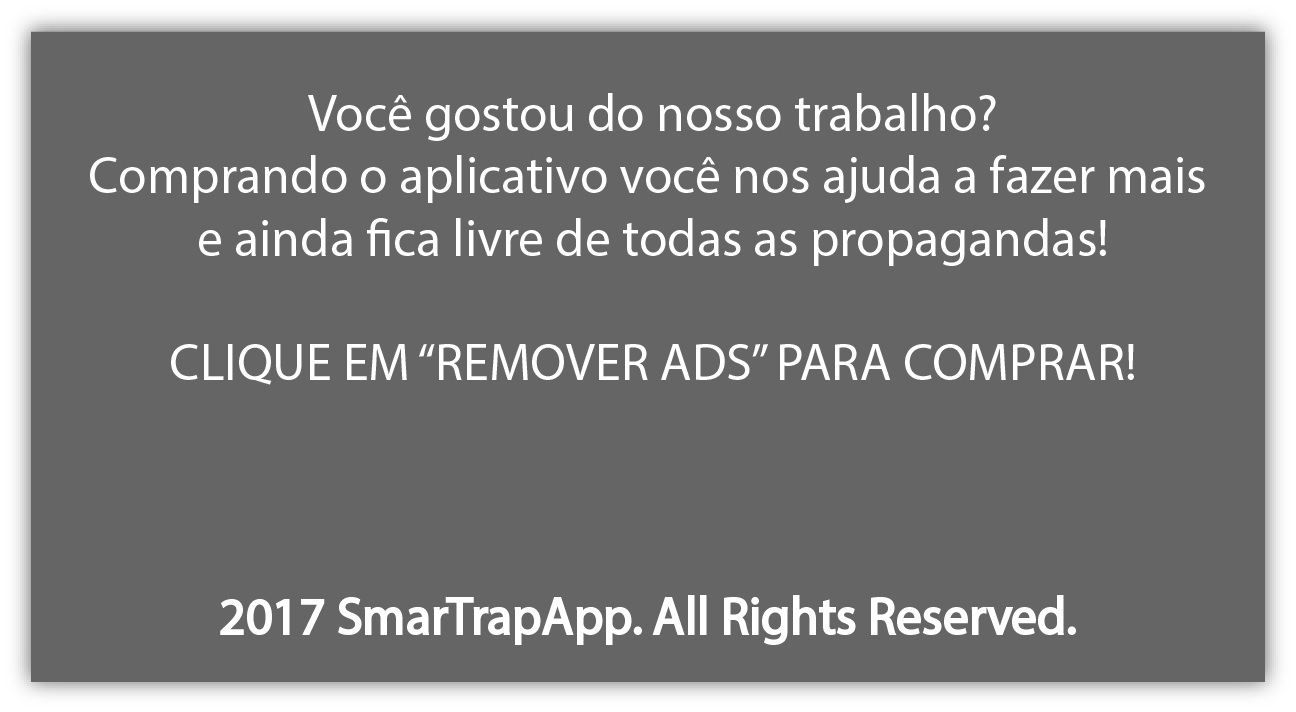 Você gostou do nosso trabalho?
Comprando o aplicativo você nos ajuda a fazer mais
e ainda fica livre de todas as propagandas!
CLIQUE EM “REMOVER ADS” PARA COMPRAR!
2017 SmarTrapApp. All Rights Reserved.